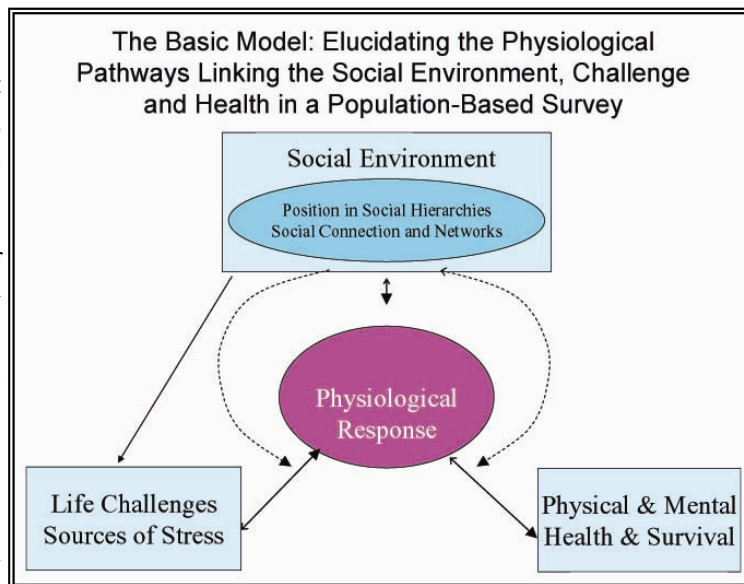 The Basic Model: Elucidating the Physiological
Pathways Linking the Social Environment, Challenge
and Health in a Population-Based Survey
Social Environment
Position in Social Hierarchies
Social Connection and Networks
Physiological
Response
Life Challenges
Sources of Stress
Physical & Mental
Health & Survival